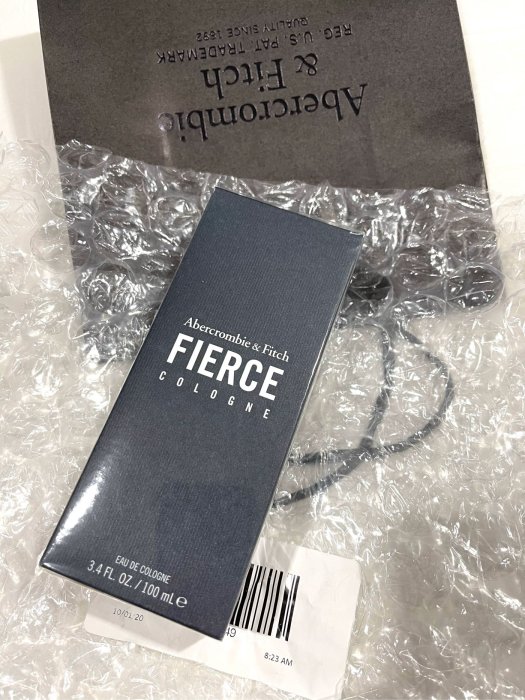 Abercrombie
& Fitch
REG. U.S. PAT. TRADEMARK
QUALITY SINCE 1892
Abercrombie & Fitch
FIERCE
COLOGNE
EAU DE COLOGNE
3.4 FL. OZ. / 100 mL e
10/01/20
49
8:23 AM